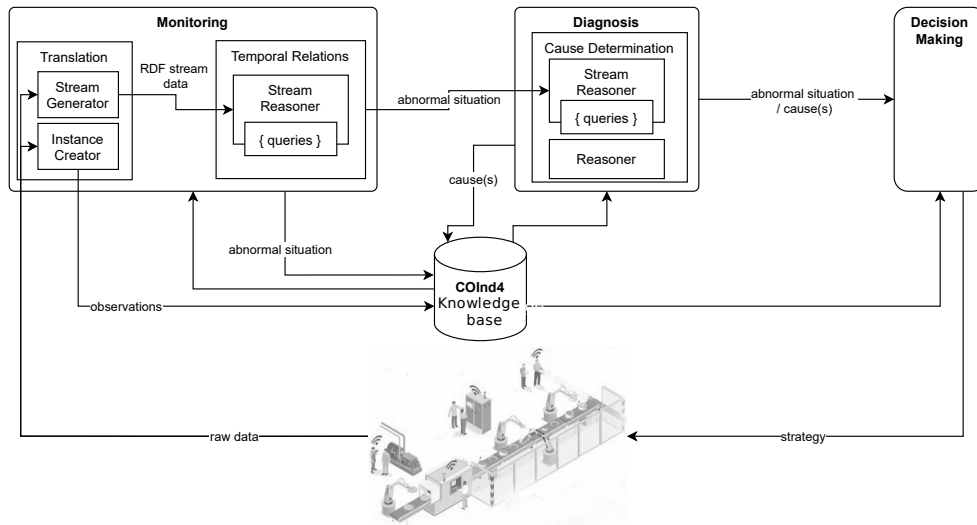 Monitoring
Translation
Stream
Generator
Instance
Creator
RDF stream
data
Temporal Relations
Stream
Reasoner
{ queries }
abnormal situation
Diagnosis
Cause Determination
Stream
Reasoner
{ queries }
Reasoner
abnormal situation
/ cause(s)
Decision
Making
cause(s)
abnormal situation
observations
COInd4
Knowledge
base
raw data
strategy